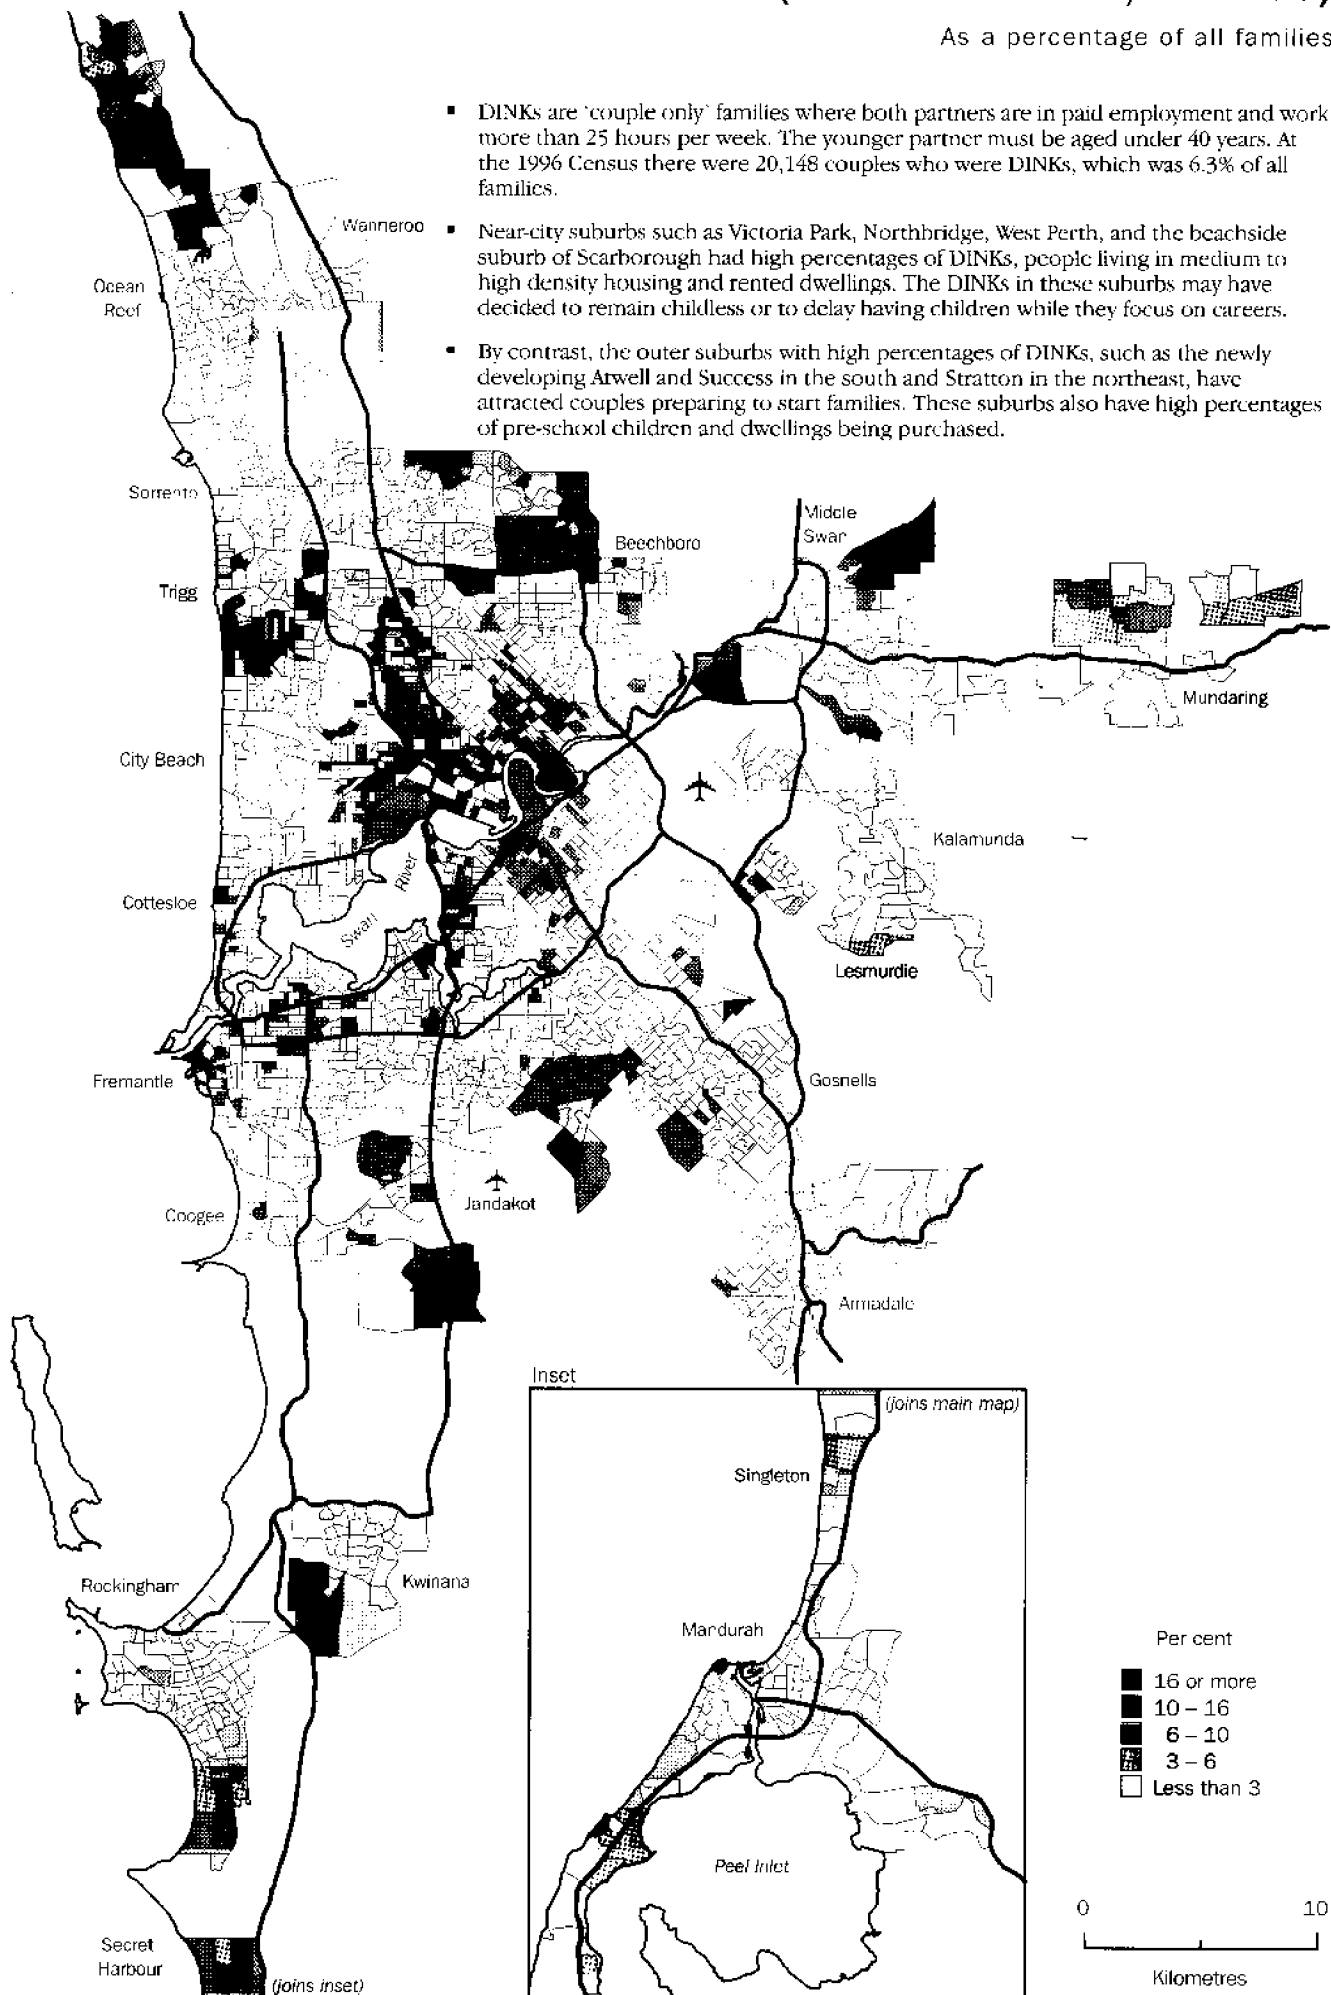 As a percentage of all families
▪ DINKs are 'couple only' families where both partners are in paid employment and work
more than 25 hours per week. The younger partner must be aged under 40 years. At
the 1996 Census there were 20,148 couples who were DINKs, which was 6.3% of all
families.
Wanneroo
▪ Near-city suburbs such as Victoria Park, Northbridge, West Perth, and the beachside
suburb of Scarborough had high percentages of DINKs, people living in medium to
high density housing and rented dwellings. The DINKs in these suburbs may have
decided to remain childless or to delay having children while they focus on careers.
Ocean
Reef
▪ By contrast, the outer suburbs with high percentages of DINKs, such as the newly
developing Atwell and Success in the south and Stratton in the northeast, have
attracted couples preparing to start families. These suburbs also have high percentages
of pre-school children and dwellings being purchased.
Sorrento
Middle
Swan
Beechboro
Trigg
Mundaring
City Beach
Kalamunda
River
Swan
Cottesloe
Lesmurdie
Fremantle
Gosnells
Jandakot
Coogee
Armadale
Inset
(joins main map)
Singleton
Rockingham
Kwinana
Mandurah
Per cent
16 or more
10 – 16
6 – 10
3 – 6
Less than 3
Peel Inlet
0 10
Kilometres
Secret
Harbour
(joins inset)